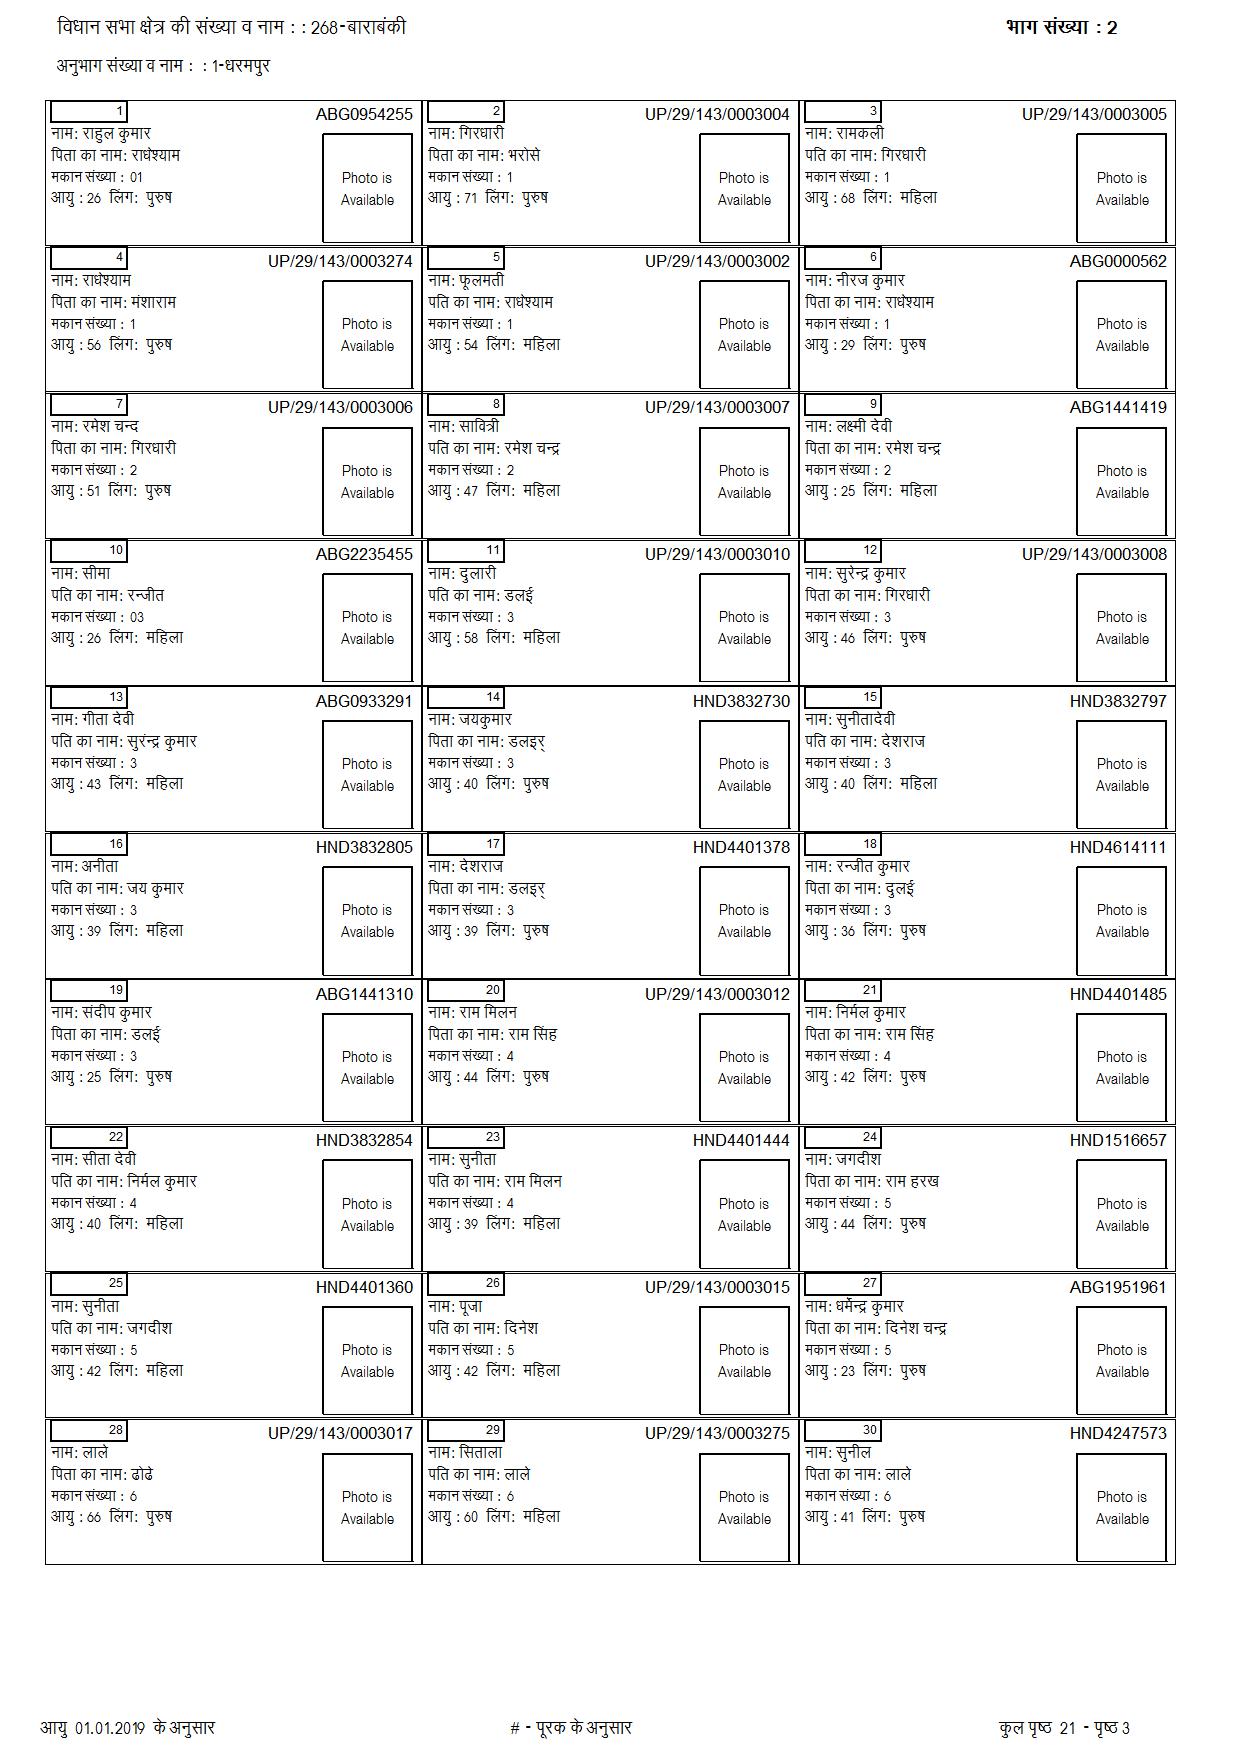 विधान सभा क्षेत्र की संख्या व नाम : : 268-बाराबंकी
भाग संख्या : 2
अनुभाग संख्या व नाम : : 1-धरमपुर
1 ABG0954255
नाम: राहुल कुमार
पिता का नाम: राधेश्याम
मकान संख्या : 01
आयु : 26 लिंग: पुरुष
Photo is
Available
2 UP/29/143/0003004
नाम: गिरधारी
पिता का नाम: भरोसे
मकान संख्या : 1
आयु : 71 लिंग: पुरुष
Photo is
Available
3 UP/29/143/0003005
नाम: रामकली
पति का नाम: गिरधारी
मकान संख्या : 1
आयु : 68 लिंग: महिला
Photo is
Available
4 UP/29/143/0003274
नाम: राधेश्याम
पिता का नाम: मंशाराम
मकान संख्या : 1
आयु : 56 लिंग: पुरुष
Photo is
Available
5 UP/29/143/0003002
नाम: फूलमती
पति का नाम: राधेश्याम
मकान संख्या : 1
आयु : 54 लिंग: महिला
Photo is
Available
6 ABG0000562
नाम: नीरज कुमार
पिता का नाम: राधेश्याम
मकान संख्या : 1
आयु : 29 लिंग: पुरुष
Photo is
Available
7 UP/29/143/0003006
नाम: रमेश चन्द
पिता का नाम: गिरधारी
मकान संख्या : 2
आयु : 51 लिंग: पुरुष
Photo is
Available
8 UP/29/143/0003007
नाम: सावित्री
पति का नाम: रमेश चन्द्र
मकान संख्या : 2
आयु : 47 लिंग: महिला
Photo is
Available
9 ABG1441419
नाम: लक्ष्मी देवी
पिता का नाम: रमेश चन्द्र
मकान संख्या : 2
आयु : 25 लिंग: महिला
Photo is
Available
10 ABG2235455
नाम: सीमा
पति का नाम: रन्जीत
मकान संख्या : 03
आयु : 26 लिंग: महिला
Photo is
Available
11 UP/29/143/0003010
नाम: दुलारी
पति का नाम: डलई
मकान संख्या : 3
आयु : 58 लिंग: महिला
Photo is
Available
12 UP/29/143/0003008
नाम: सुरेन्द्र कुमार
पिता का नाम: गिरधारी
मकान संख्या : 3
आयु : 46 लिंग: पुरुष
Photo is
Available
13 ABG0933291
नाम: गीता देवी
पति का नाम: सुरंन्द्र कुमार
मकान संख्या : 3
आयु : 43 लिंग: महिला
Photo is
Available
14 HND3832730
नाम: जयकुमार
पिता का नाम: डलइर्
मकान संख्या : 3
आयु : 40 लिंग: पुरुष
Photo is
Available
15 HND3832797
नाम: सुनीतादेवी
पति का नाम: देशराज
मकान संख्या : 3
आयु : 40 लिंग: महिला
Photo is
Available
16 HND3832805
नाम: अनीता
पति का नाम: जय कुमार
मकान संख्या : 3
आयु : 39 लिंग: महिला
Photo is
Available
17 HND4401378
नाम: देशराज
पिता का नाम: डलइर्
मकान संख्या : 3
आयु : 39 लिंग: पुरुष
Photo is
Available
18 HND4614111
नाम: रन्जीत कुमार
पिता का नाम: दुलई
मकान संख्या : 3
आयु : 36 लिंग: पुरुष
Photo is
Available
19 ABG1441310
नाम: संदीप कुमार
पिता का नाम: डलई
मकान संख्या : 3
आयु : 25 लिंग: पुरुष
Photo is
Available
20 UP/29/143/0003012
नाम: राम मिलन
पिता का नाम: राम सिंह
मकान संख्या : 4
आयु : 44 लिंग: पुरुष
Photo is
Available
21 HND4401485
नाम: निर्मल कुमार
पिता का नाम: राम सिंह
मकान संख्या : 4
आयु : 42 लिंग: पुरुष
Photo is
Available
22 HND3832854
नाम: सीता देवी
पति का नाम: निर्मल कुमार
मकान संख्या : 4
आयु : 40 लिंग: महिला
Photo is
Available
23 HND4401444
नाम: सुनीता
पति का नाम: राम मिलन
मकान संख्या : 4
आयु : 39 लिंग: महिला
Photo is
Available
24 HND1516657
नाम: जगदीश
पिता का नाम: राम हरख
मकान संख्या : 5
आयु : 44 लिंग: पुरुष
Photo is
Available
25 HND4401360
नाम: सुनीता
पति का नाम: जगदीश
मकान संख्या : 5
आयु : 42 लिंग: महिला
Photo is
Available
26 UP/29/143/0003015
नाम: पूजा
पति का नाम: दिनेश
मकान संख्या : 5
आयु : 42 लिंग: महिला
Photo is
Available
27 ABG1951961
नाम: धर्मेन्द्र कुमार
पिता का नाम: दिनेश चन्द्र
मकान संख्या : 5
आयु : 23 लिंग: पुरुष
Photo is
Available
28 UP/29/143/0003017
नाम: लाले
पिता का नाम: ढोढे
मकान संख्या : 6
आयु : 66 लिंग: पुरुष
Photo is
Available
29 UP/29/143/0003275
नाम: सिताला
पति का नाम: लाले
मकान संख्या : 6
आयु : 60 लिंग: महिला
Photo is
Available
30 HND4247573
नाम: सुनील
पिता का नाम: लाले
मकान संख्या : 6
आयु : 41 लिंग: पुरुष
Photo is
Available
आयु 01.01.2019 के अनुसार
# - पूरक के अनुसार
कुल पृष्ठ 21 - पृष्ठ 3